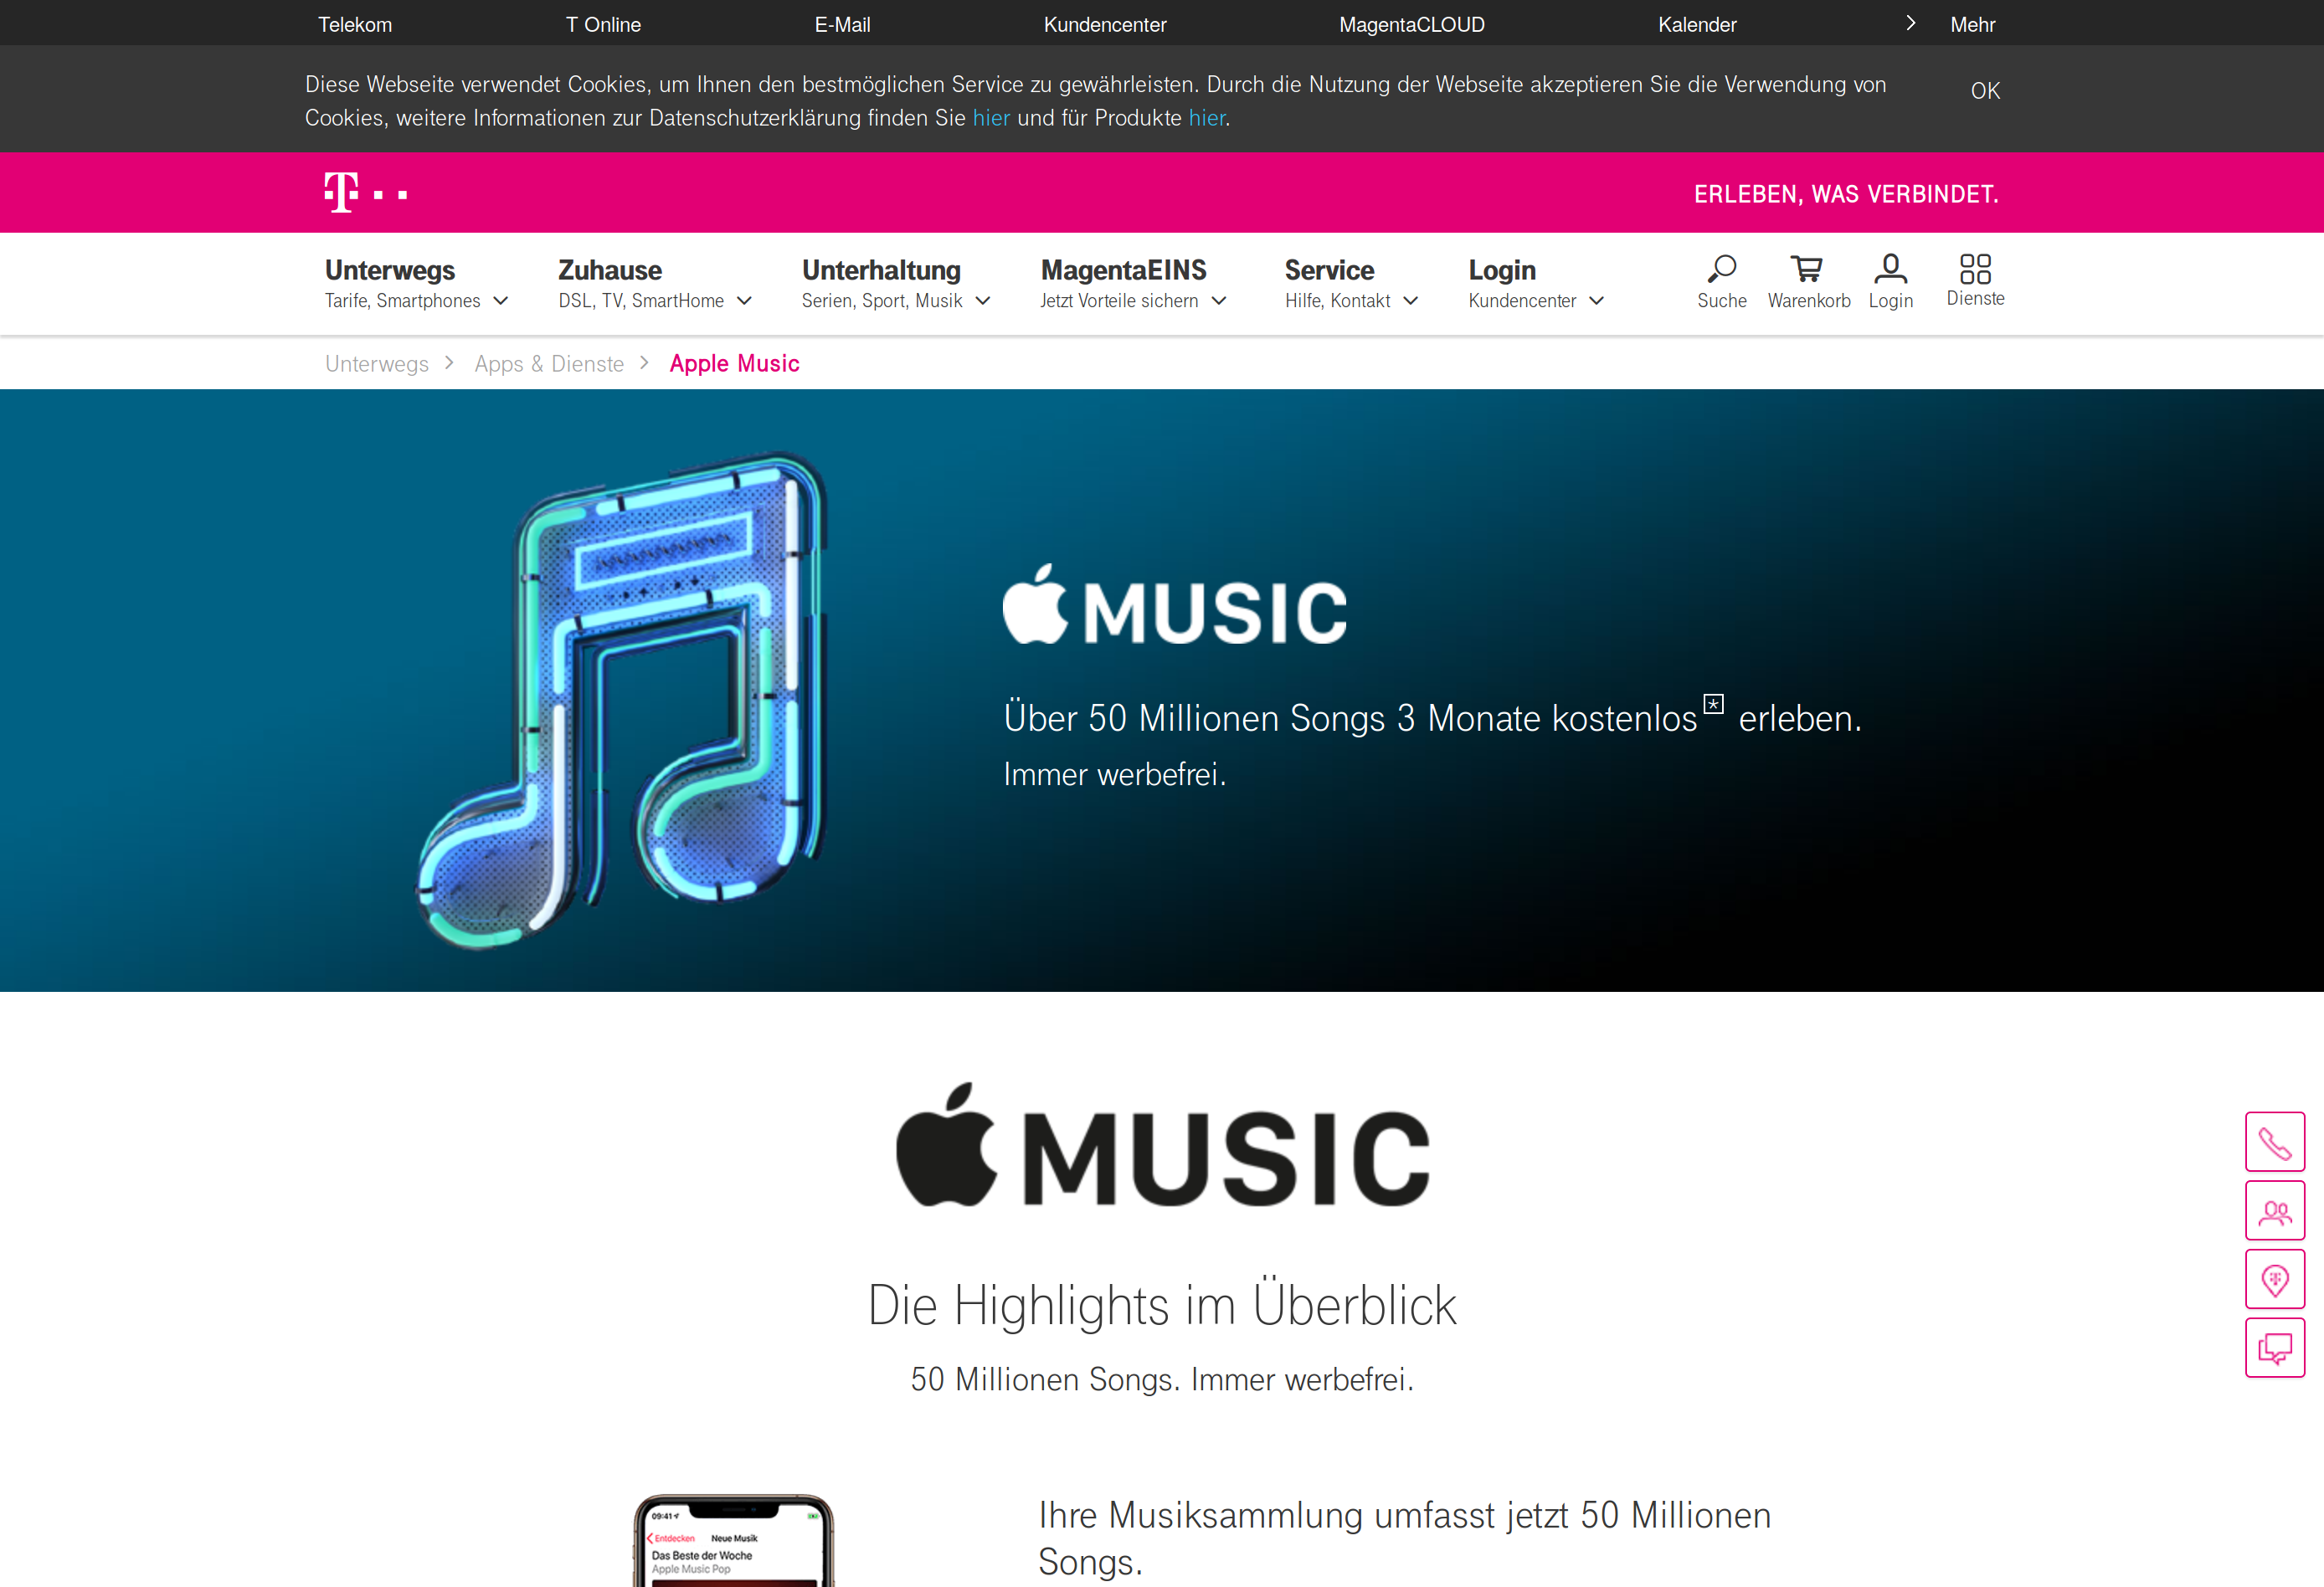 Telekom T Online E-Mail Kundencenter MagentaCLOUD Kalender Mehr
Diese Webseite verwendet Cookies, um Ihnen den bestmöglichen Service zu gewährleisten. Durch die Nutzung der Webseite akzeptieren Sie die Verwendung von
Cookies, weitere Informationen zur Datenschutzerklärung finden Sie hier und für Produkte hier.
OK
T
ERLEBEN, WAS VERBINDET.
Unterwegs Zuhause Unterhaltung MagentaEINS Service Login
Tarife, Smartphones DSL, TV, SmartHome Serien, Sport, Musik Jetzt Vorteile sichern Hilfe, Kontakt Kundencenter
Suche Warenkorb Login Dienste
Unterwegs > Apps & Dienste > Apple Music
MUSIC
Über 50 Millionen Songs 3 Monate kostenlos* erleben.
Immer werbefrei.
MUSIC
Die Highlights im Überblick
50 Millionen Songs. Immer werbefrei.
09:41
Entdecken Neue Musik
Das Beste der Woche
Apple Music Pop
Ihre Musiksammlung umfasst jetzt 50 Millionen
Songs.